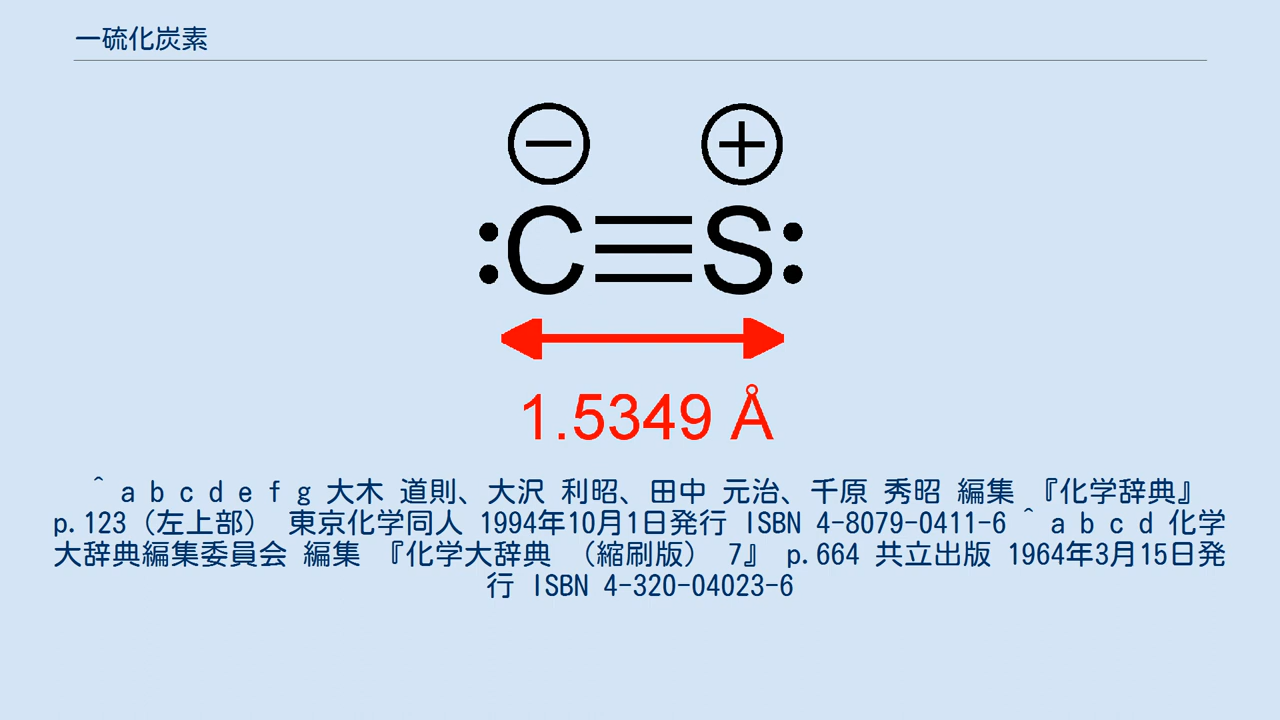 一硫化炭素
− +
:C≡S:
1.5349 Å
^ a b c d e f g 大木 道則、大沢 利昭、田中 元治、千原 秀昭 編集 『化学辞典』
p.123（左上部） 東京化学同人 1994年10月1日発行 ISBN 4-8079-0411-6 ^ a b c d 化学
大辞典編集委員会 編集 『化学大辞典 （縮刷版） 7』 p.664 共立出版 1964年3月15日発
行 ISBN 4-320-04023-6